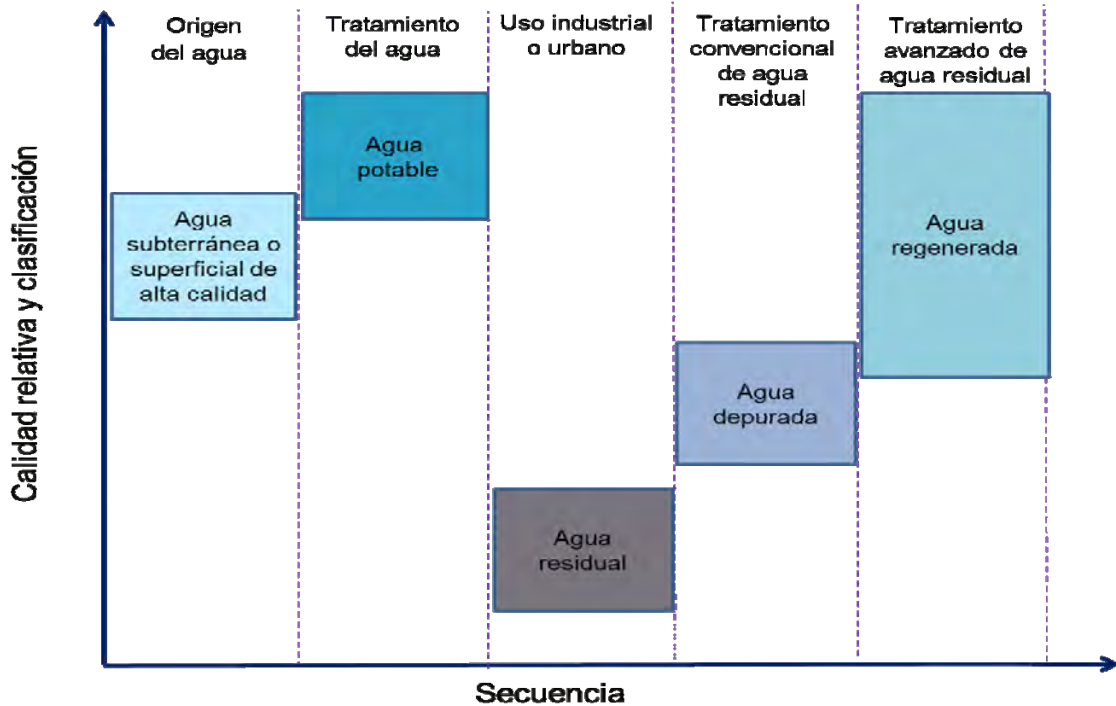 Origen
del agua
Tratamiento
del agua
Uso industrial
o urbano
Tratamiento
convencional
de agua
residual
Tratamiento
avanzado de
agua residual
Calidad relativa y clasificación
Agua
subterránea o
superficial de
alta calidad
Agua
potable
Agua
residual
Agua
depurada
Agua
regenerada
Secuencia